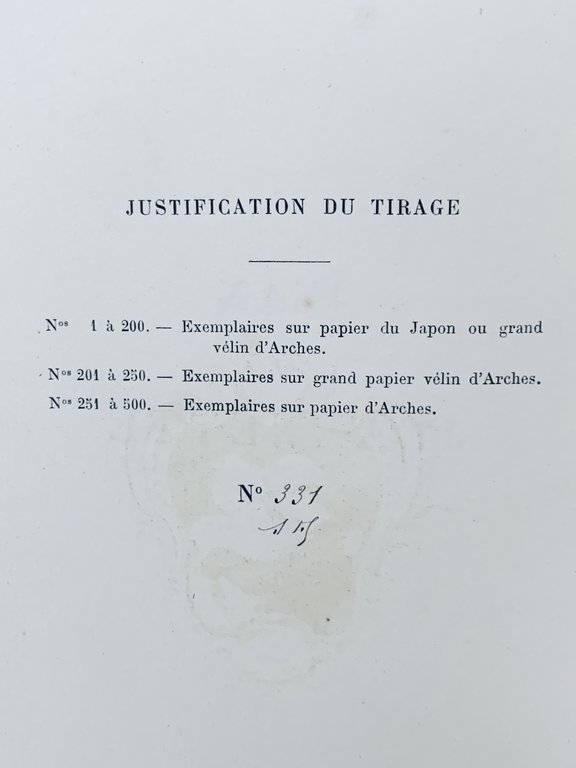 JUSTIFICATION DU TIRAGE
Nᵒˢ 1 à 200. — Exemplaires sur papier du Japon ou grand
vélin d'Arches.
Nᵒˢ 201 à 250. — Exemplaires sur grand papier vélin d'Arches.
Nᵒˢ 251 à 500. — Exemplaires sur papier d'Arches.
Nᵒ 331